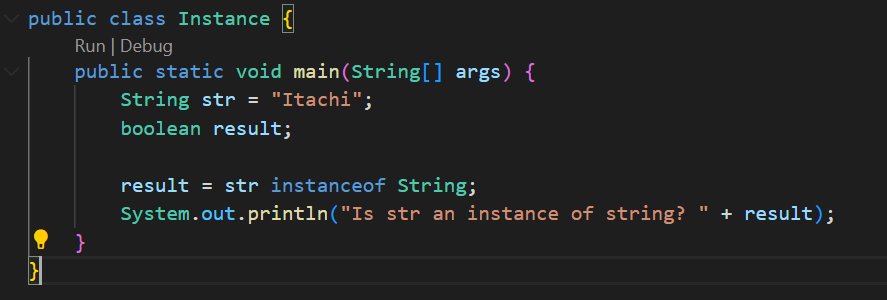 public class Instance {
Run | Debug
public static void main(String[] args) {
String str = "Itachi";
boolean result;
result = str instanceof String;
System.out.println("Is str an instance of string? " + result);
}
}